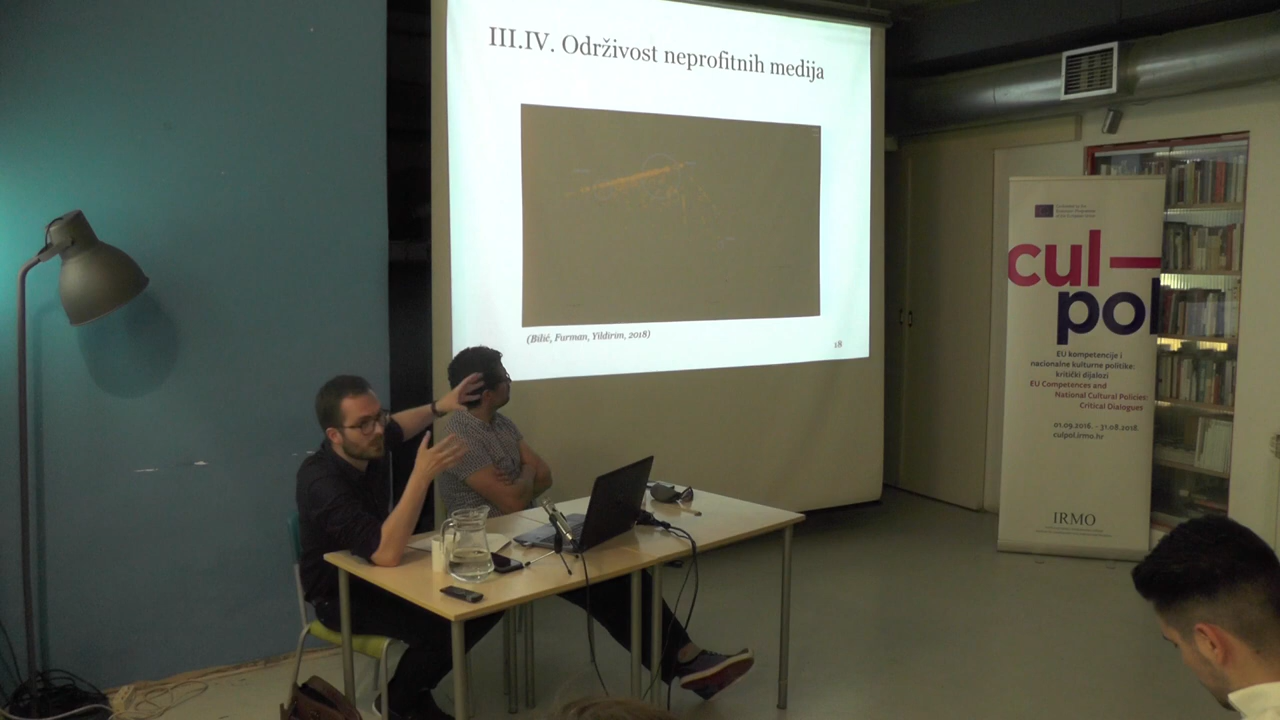 III.IV. Održivost neprofitnih medija
(Bilić, Furman, Yildirim, 2018)
18
cul—
pol
EU kompetencije i
nacionalne kulturne politike:
kritički dijalozi
EU Competences and
National Cultural Policies:
Critical Dialogues
01.09.2016. - 31.08.2018.
culpol.irmo.hr
IRMO